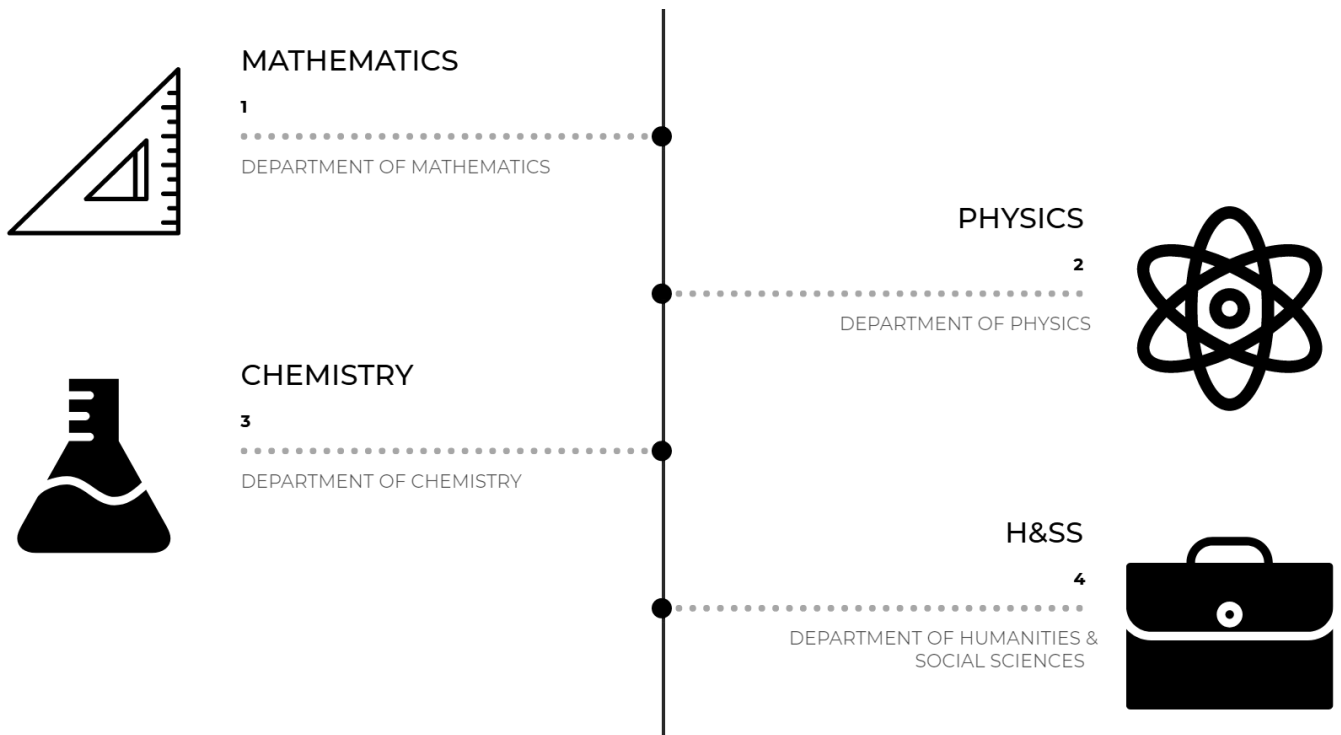 MATHEMATICS
1
DEPARTMENT OF MATHEMATICS
PHYSICS
2
DEPARTMENT OF PHYSICS
CHEMISTRY
3
DEPARTMENT OF CHEMISTRY
H&SS
4
DEPARTMENT OF HUMANITIES &
SOCIAL SCIENCES